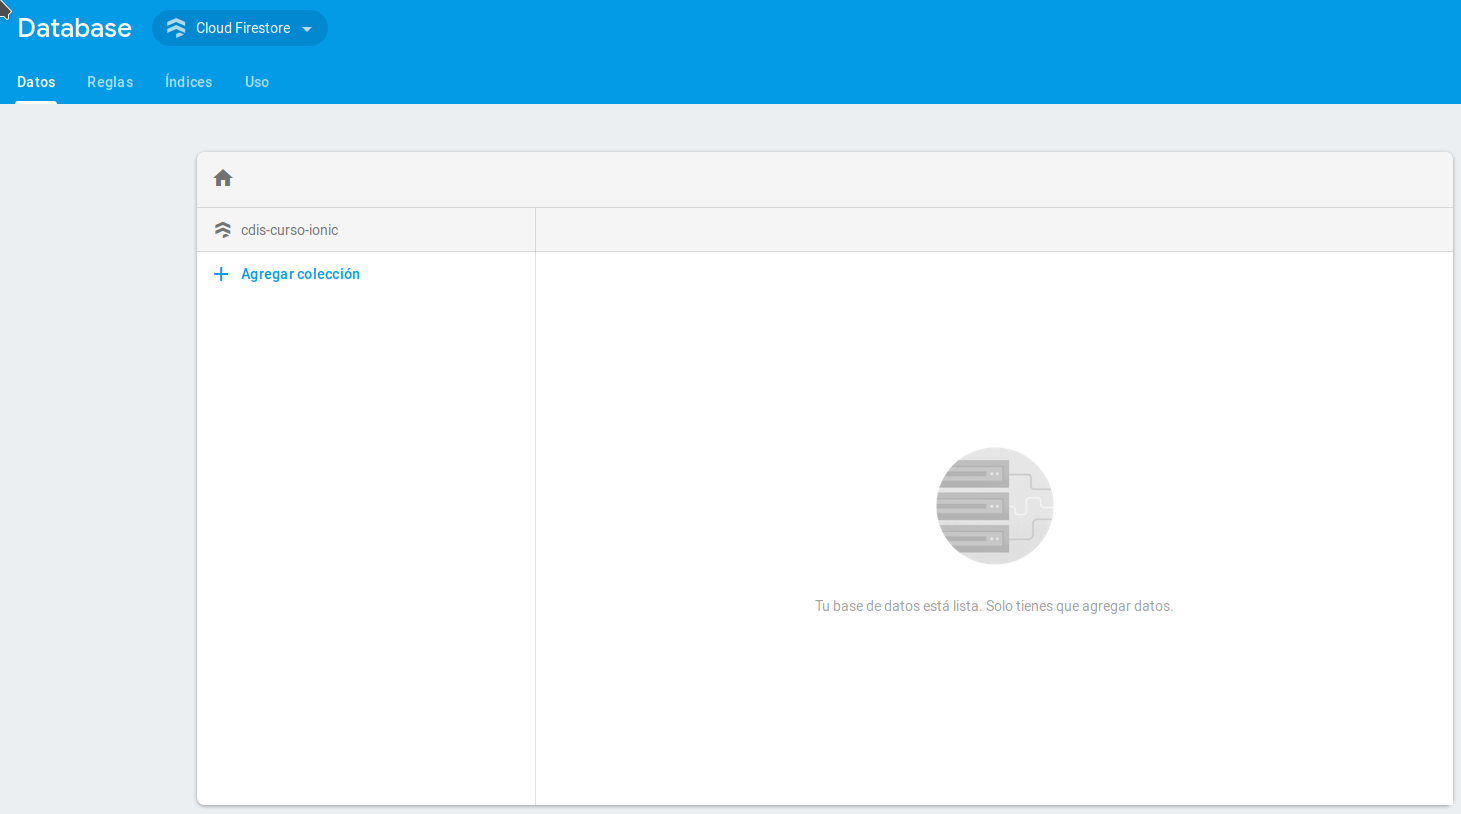 Database
Cloud Firestore
Datos
Reglas
Índices
Uso
cdis-curso-ionic
Agregar colección
Tu base de datos está lista. Solo tienes que agregar datos.